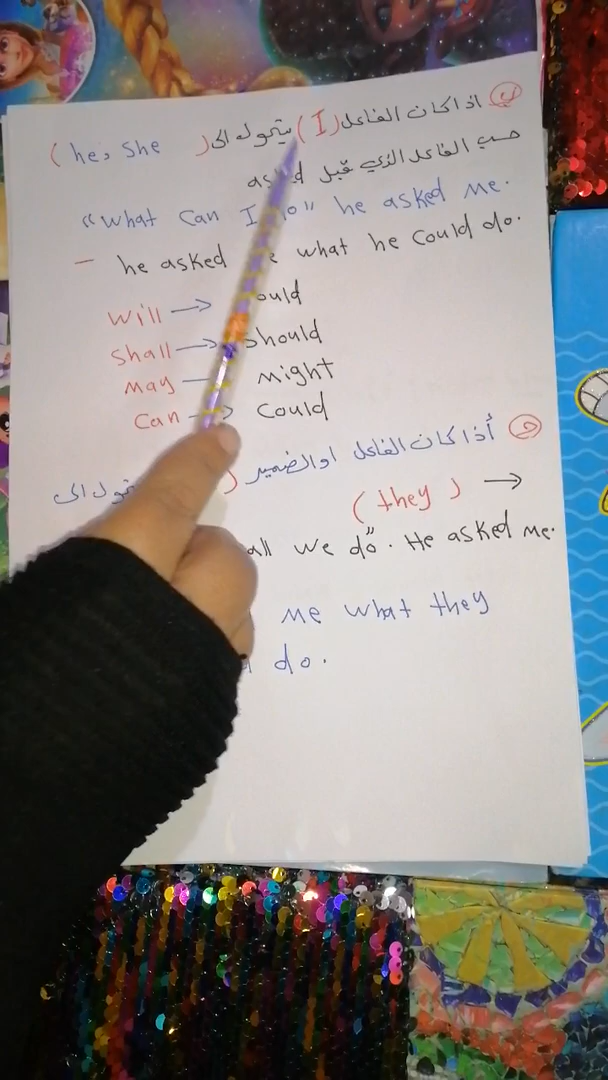 ب اذا كان الفاعل (I) يتحول الى (he, she)
حسب الفاعل الذي قبل asked
"What can I do" he asked me.
- he asked what he could do.
will → ould
shall → should
may → might
can → could
ج أذا كان الفاعل او الضمير ( ) يتحول الى
(they) →
all we do". He asked me.
me what they
do.